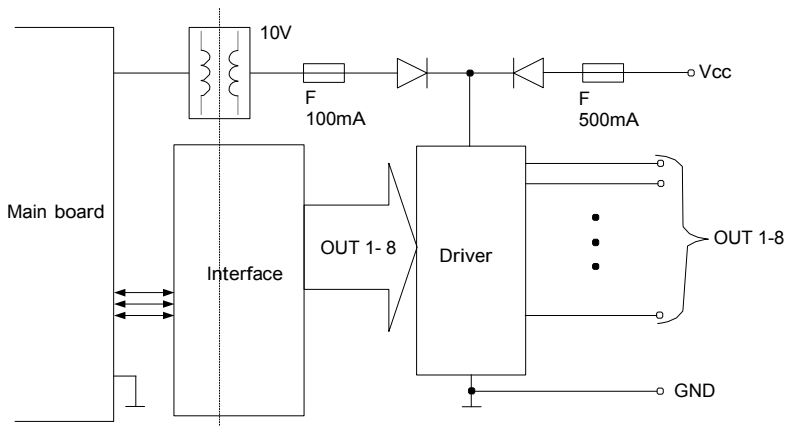 10V
Vcc
F
100mA
F
500mA
Main board
Interface
OUT 1- 8
Driver
OUT 1-8
GND